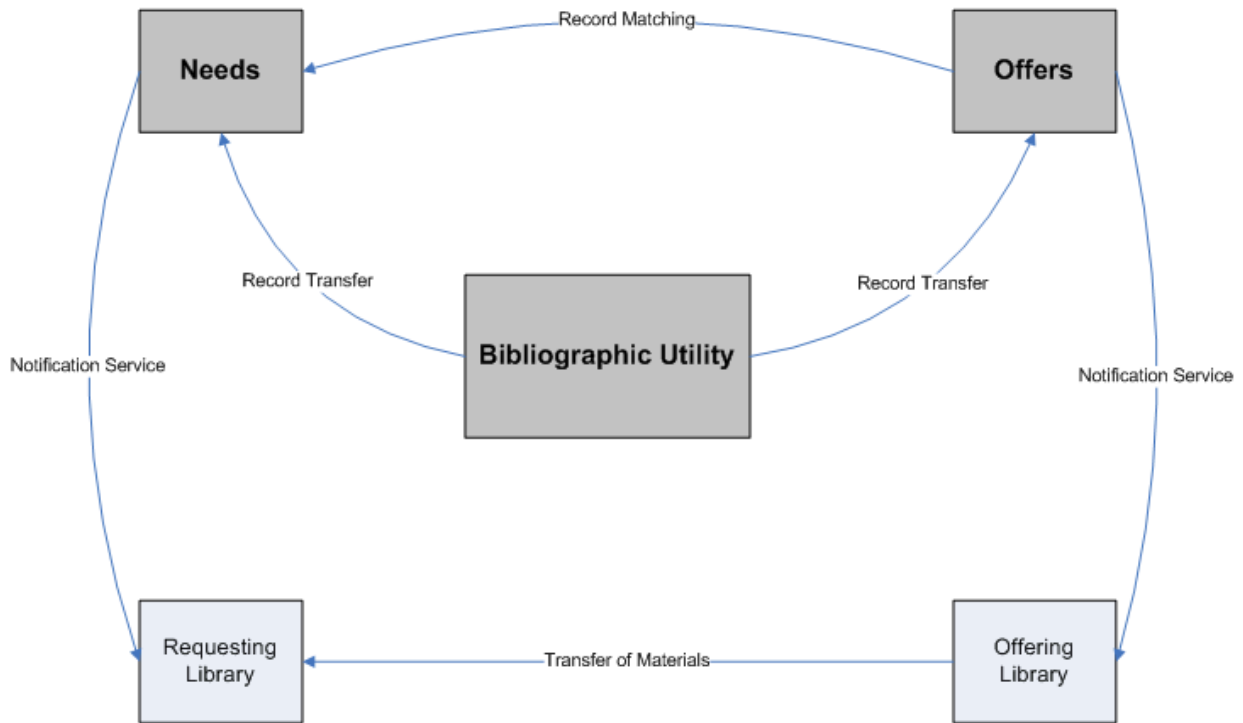 Record Matching
Needs
Offers
Record Transfer
Record Transfer
Bibliographic Utility
Notification Service
Notification Service
Requesting
Library
Transfer of Materials
Offering
Library